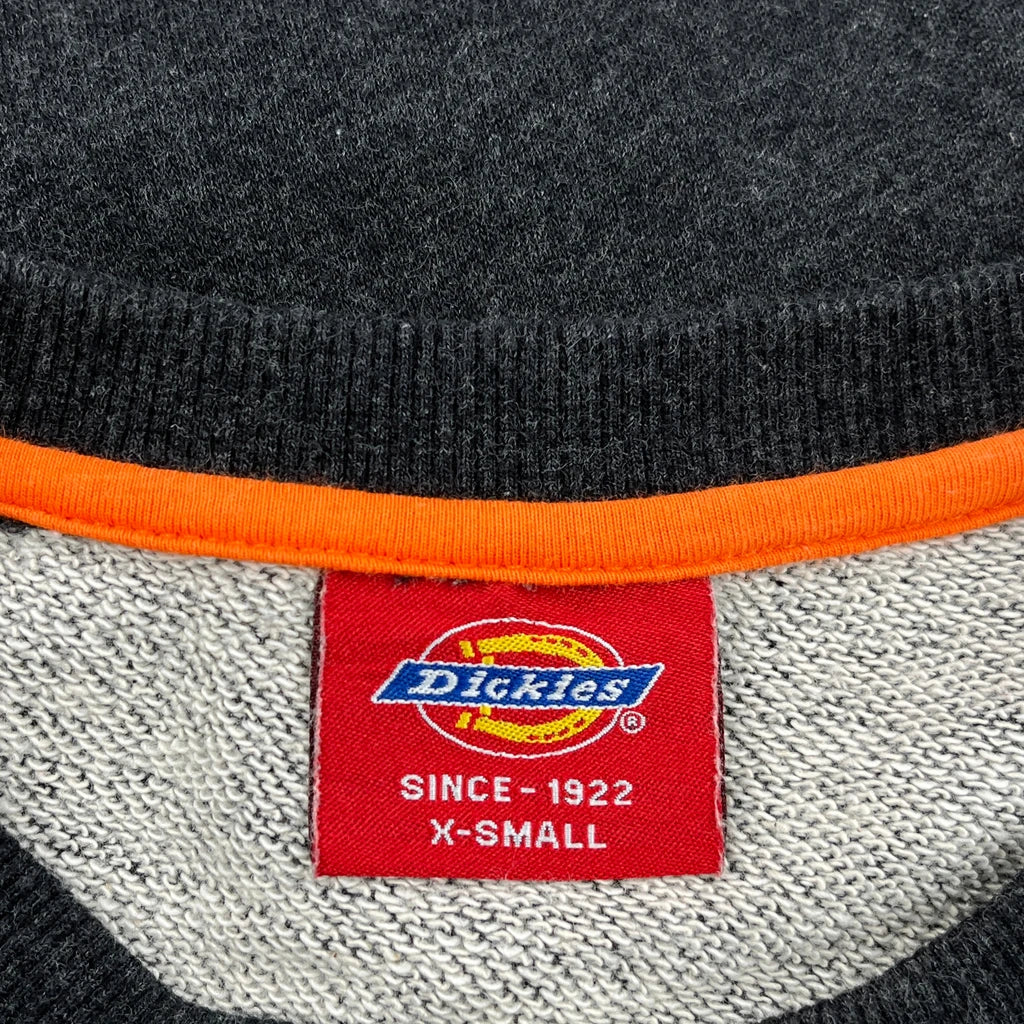 Dickies
®
SINCE - 1922
X-SMALL